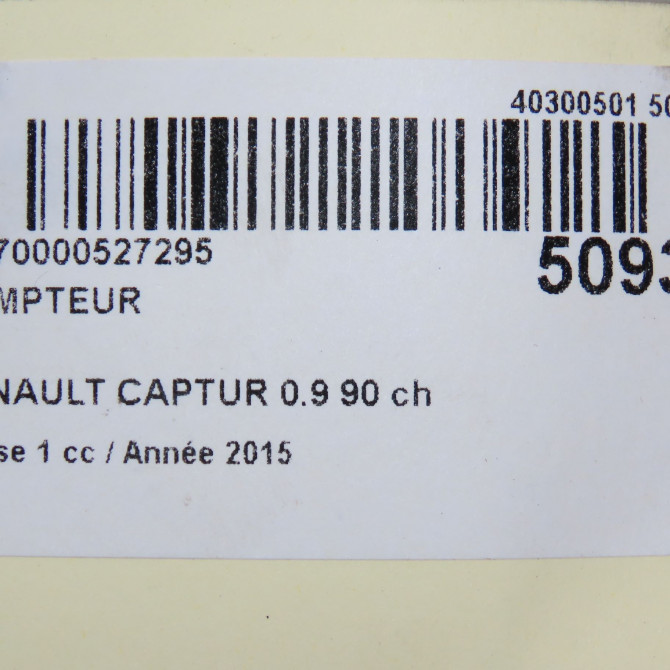 40300501 50
70000527295
5093
MPTEUR
NAULT CAPTUR 0.9 90 ch
se 1 cc / Année 2015